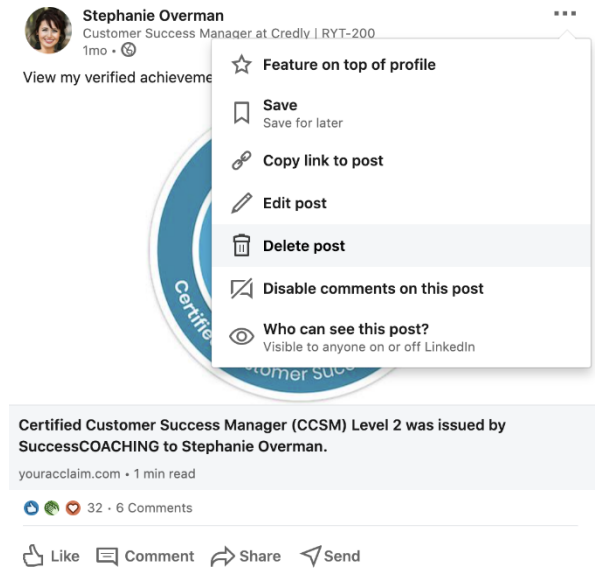 Stephanie Overman
Customer Success Manager at Credly | RYT-200
1mo •
View my verified achieveme
Feature on top of profile
Save
Save for later
Copy link to post
Edit post
Delete post
Disable comments on this post
Who can see this post?
Visible to anyone on or off LinkedIn
Certifie
tomer Suc
Certified Customer Success Manager (CCSM) Level 2 was issued by
SuccessCOACHING to Stephanie Overman.
youracclaim.com • 1 min read
32 · 6 Comments
Like Comment Share Send